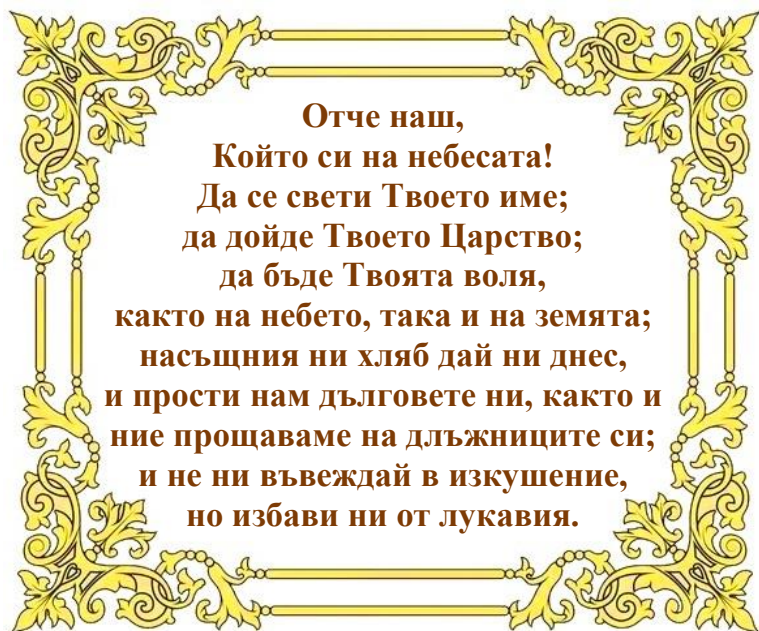 Отче наш,
Който си на небесата!
Да се свети Твоето име;
да дойде Твоето Царство;
да бъде Твоята воля,
както на небето, така и на земята;
насъщния ни хляб дай ни днес,
и прости нам дълговете ни, както и
ние прощаваме на длъжниците си;
и не ни въвеждай в изкушение,
но избави ни от лукавия.